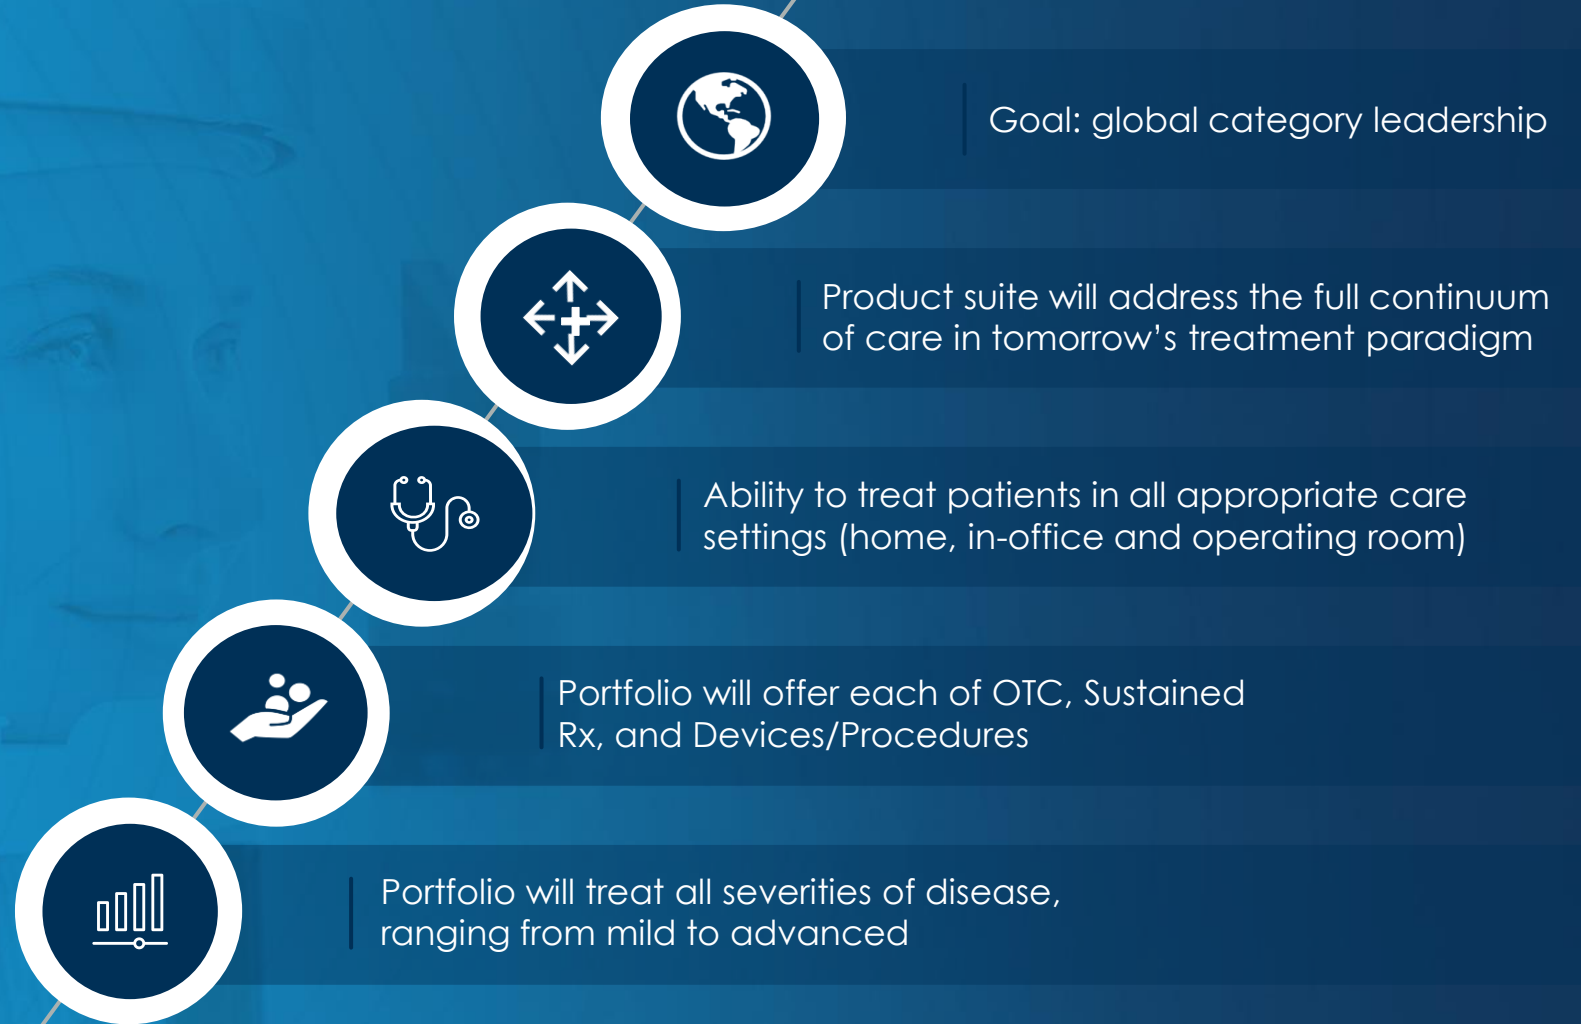 Goal: global category leadership
Product suite will address the full continuum
of care in tomorrow’s treatment paradigm
Ability to treat patients in all appropriate care
settings (home, in-office and operating room)
Portfolio will offer each of OTC, Sustained
Rx, and Devices/Procedures
Portfolio will treat all severities of disease,
ranging from mild to advanced